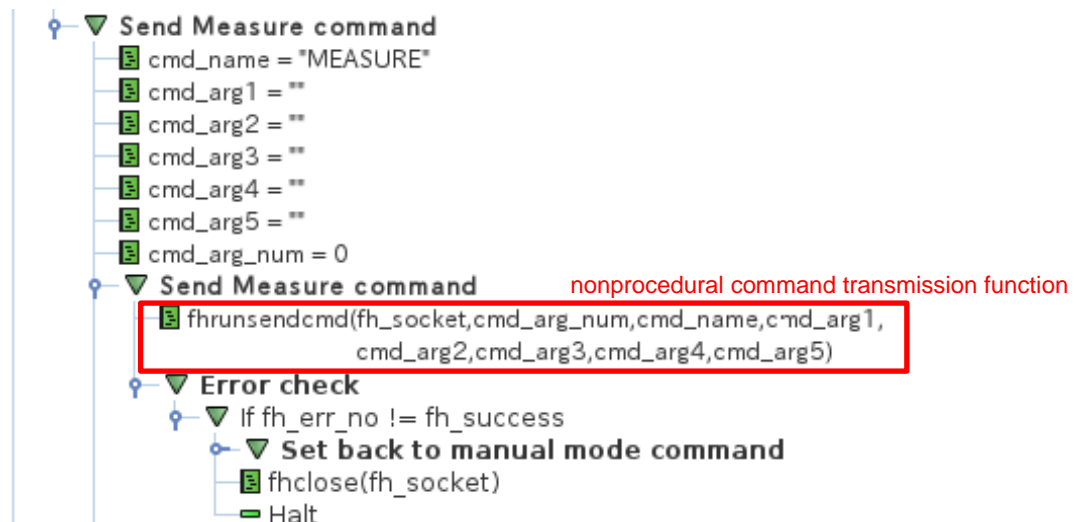 Send Measure command
cmd_name = "MEASURE"
cmd_arg1 = ""
cmd_arg2 = ""
cmd_arg3 = ""
cmd_arg4 = ""
cmd_arg5 = ""
cmd_arg_num = 0
Send Measure command nonprocedural command transmission function
fhrunsendcmd(fh_socket,cmd_arg_num,cmd_name,cmd_arg1,
cmd_arg2,cmd_arg3,cmd_arg4,cmd_arg5)
Error check
If fh_err_no != fh_success
Set back to manual mode command
fhclose(fh_socket)
Halt